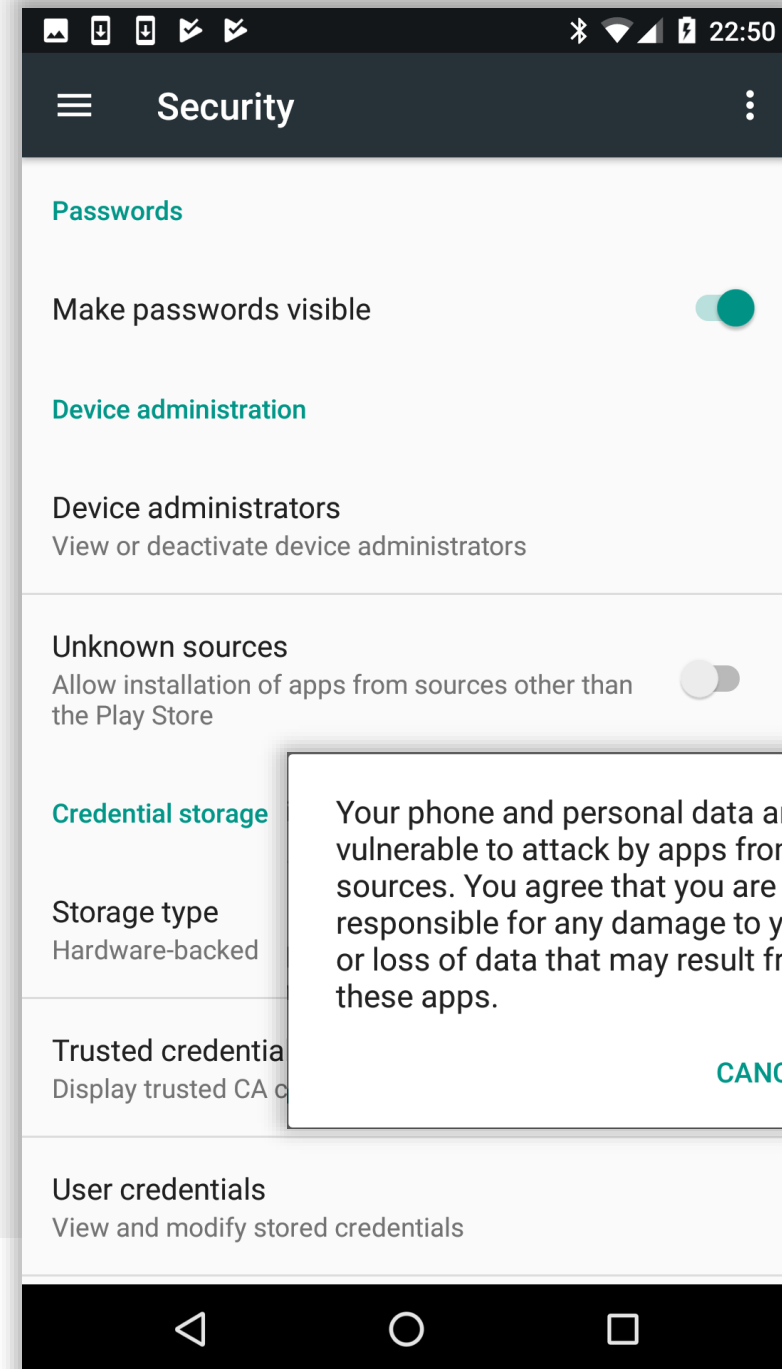 22:50
Security
Passwords
Make passwords visible
Device administration
Device administrators
View or deactivate device administrators
Unknown sources
Allow installation of apps from sources other than
the Play Store
Credential storage
Your phone and personal data
vulnerable to attack by apps
sources. You agree that you are
responsible for any damage to
or loss of data that may result
these apps.
Storage type
Hardware-backed
Trusted
Display trusted CA
User credentials
View and modify stored credentials